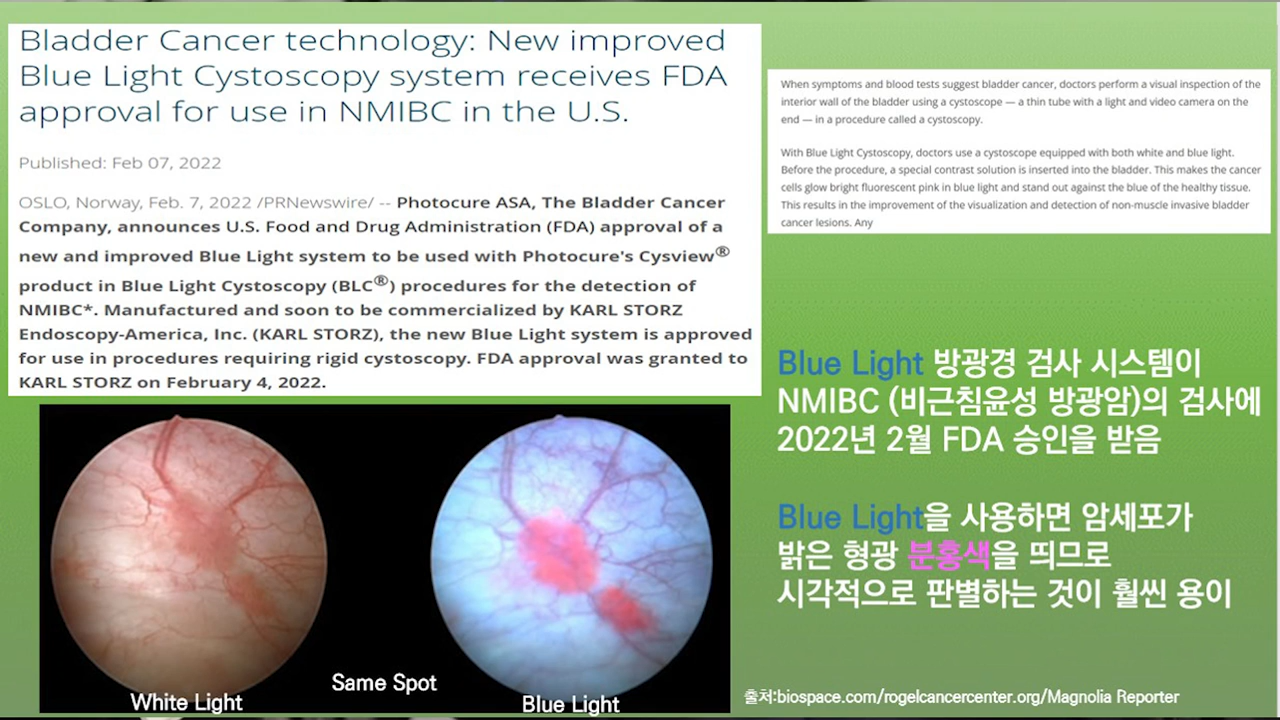 Bladder Cancer technology: New improved
Blue Light Cystoscopy system receives FDA
approval for use in NMIBC in the U.S.
Published: Feb 07, 2022
OSLO, Norway, Feb. 7, 2022 /PRNewswire/ -- Photocure ASA, The Bladder Cancer
Company, announces U.S. Food and Drug Administration (FDA) approval of a
new and improved Blue Light system to be used with Photocure's Cysview®
product in Blue Light Cystoscopy (BLC®) procedures for the detection of
NMIBC*. Manufactured and soon to be commercialized by KARL STORZ
Endoscopy-America, Inc. (KARL STORZ), the new Blue Light system is approved
for use in procedures requiring rigid cystoscopy. FDA approval was granted to
KARL STORZ on February 4, 2022.
When symptoms and blood tests suggest bladder cancer, doctors perform a visual inspection of the
interior wall of the bladder using a cystoscope — a thin tube with a light and video camera on the
end — in a procedure called a cystoscopy.
With Blue Light Cystoscopy, doctors use a cystoscope equipped with both white and blue light.
Before the procedure, a special contrast solution is inserted into the bladder. This makes the cancer
cells glow bright fluorescent pink in blue light and stand out against the blue of the healthy tissue.
This results in the improvement of the visualization and detection of non-muscle invasive bladder
cancer lesions. Any
Blue Light 방광경 검사 시스템이
NMIBC (비근침윤성 방광암)의 검사에
2022년 2월 FDA 승인을 받음
Blue Light을 사용하면 암세포가
밝은 형광 분홍색을 띄므로
시각적으로 판별하는 것이 훨씬 용이
White Light
Same Spot
Blue Light
출처:biospace.com/rogelcancercenter.org/Magnolia Reporter